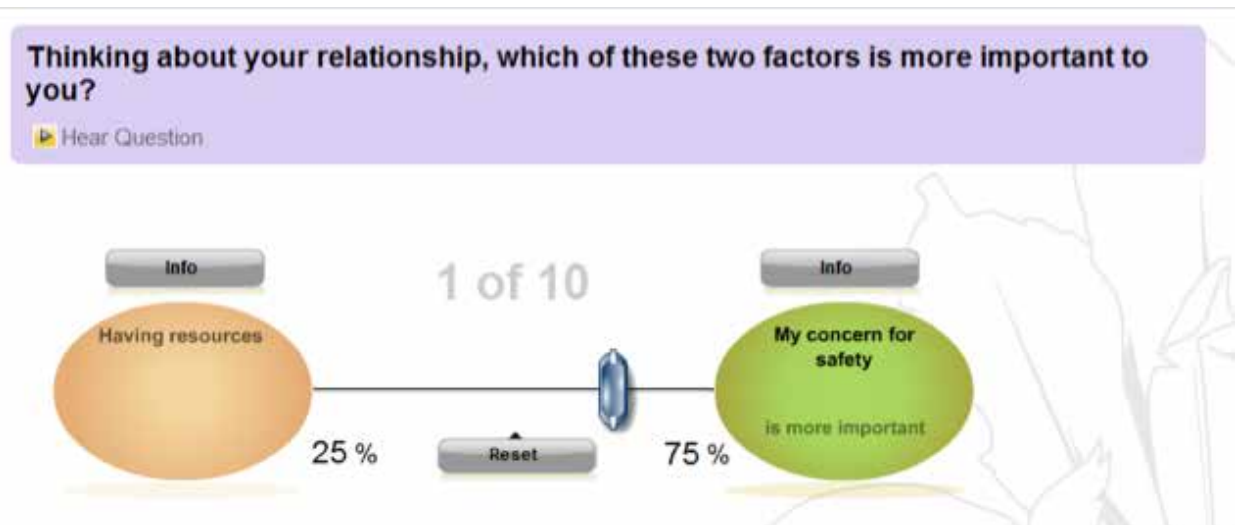 Thinking about your relationship, which of these two factors is more important to
you?
Hear Question
Info
1 of 10
Info
Having resources
My concern for
safety
is more important
25 %
Reset
75 %